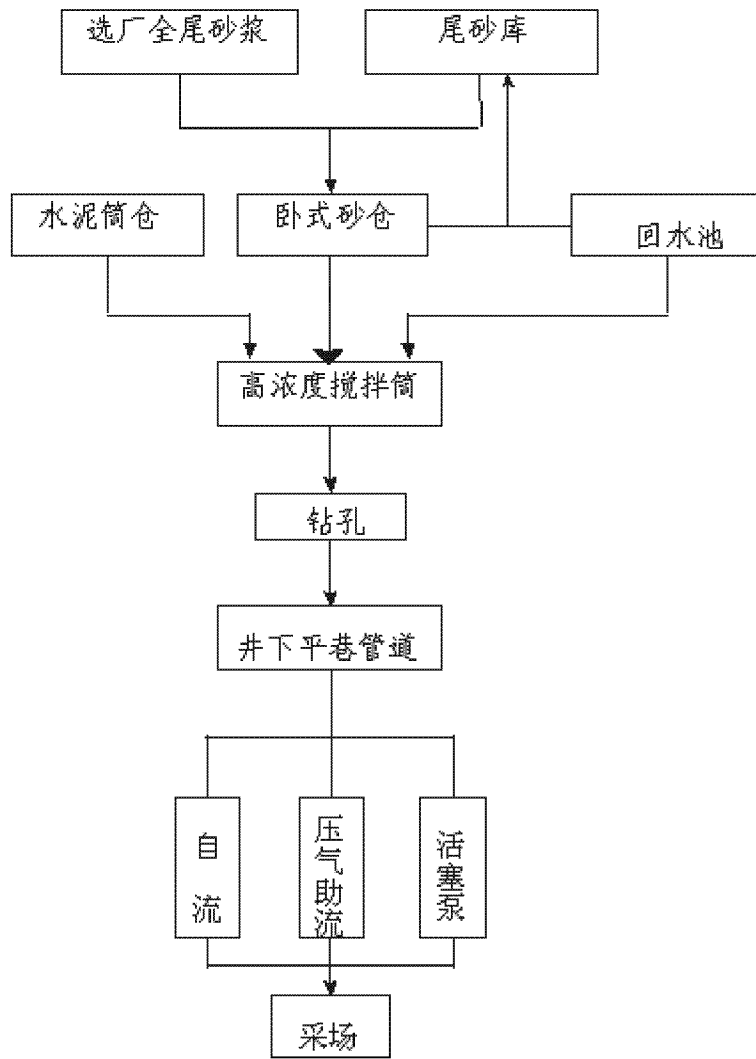 选厂全尾砂浆
尾砂库
水泥筒仓
卧式砂仓
回水池
高浓度搅拌筒
钻孔
井下平巷管道
自流
压气助流
活塞泵
采场